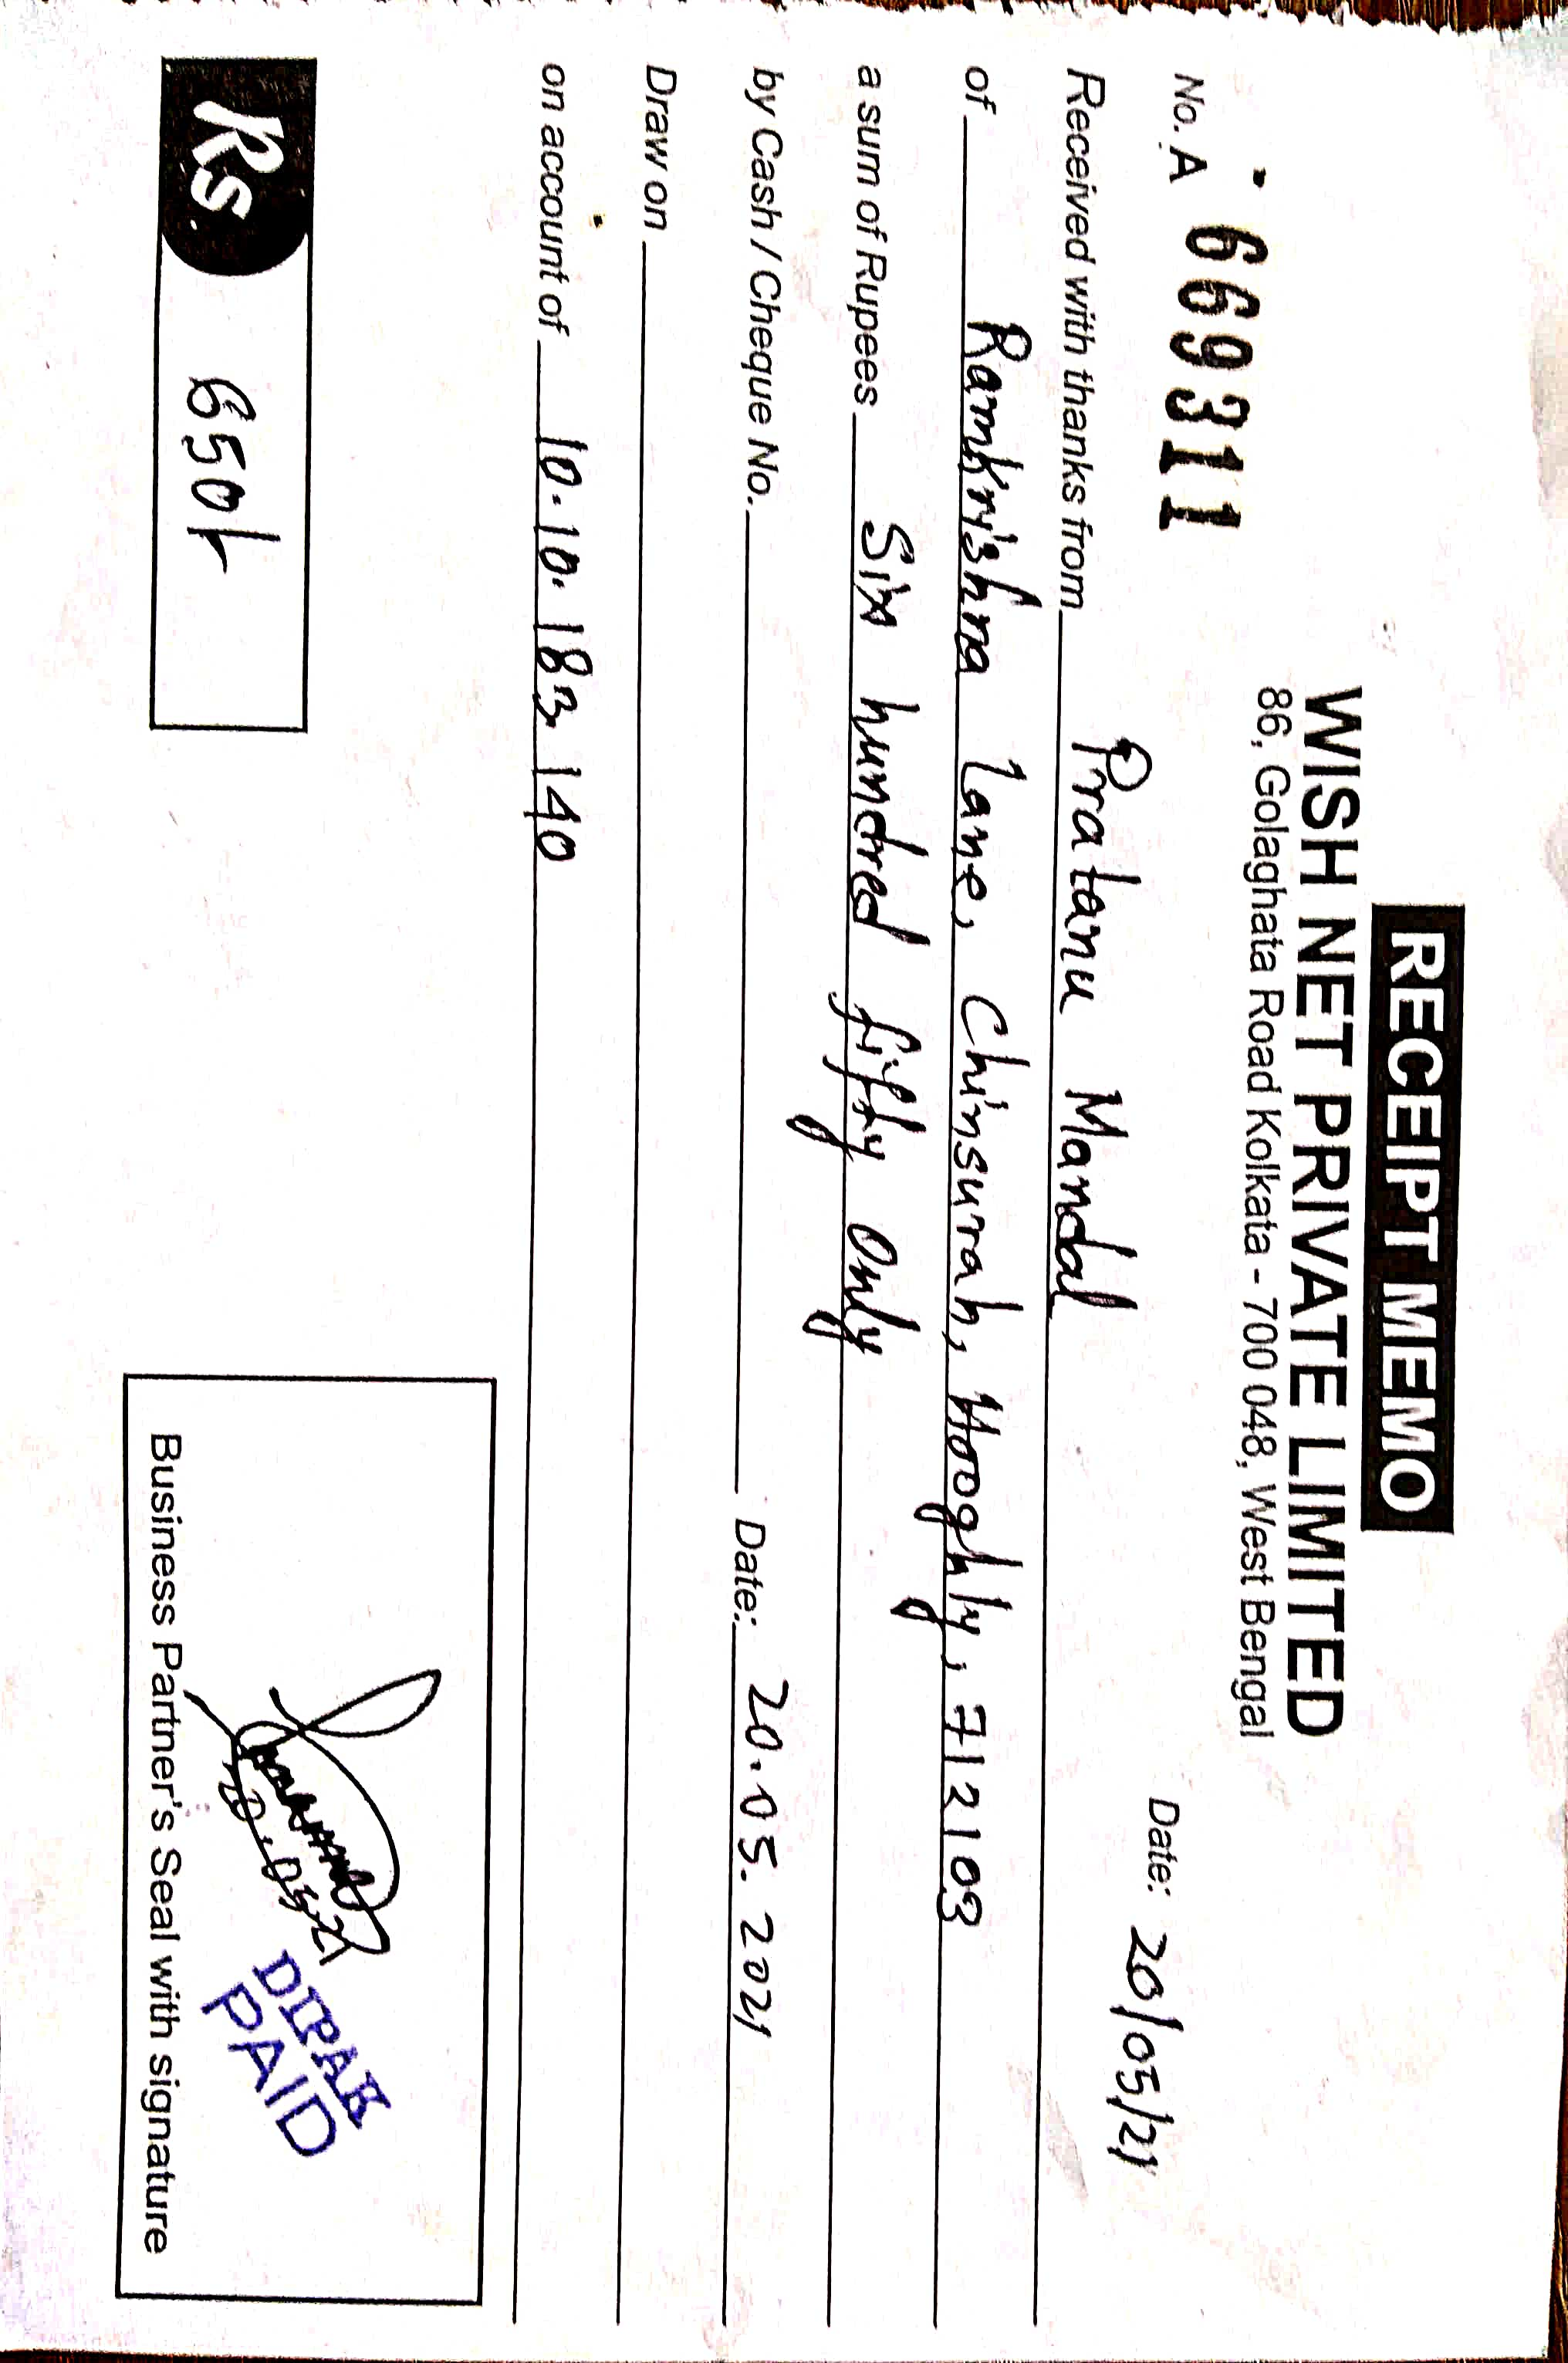 RECEIPT MEMO
WISH NET PRIVATE LIMITED
86, Golaghata Road Kolkata - 700 048, West Bengal
No. A 669311 Date: 20/05/21
Received with thanks from Pratanu Mandal
of Ramkrishna lane, Chinsurah, Hooghly, 712103
a sum of Rupees Six hundred fifty Only
by Cash / Cheque No. Date: 20.05.2021
Draw on
on account of 10.10.183.140
Rs. 650/-
20.05.21
DIPAK
PAID
Business Partner's Seal with signature